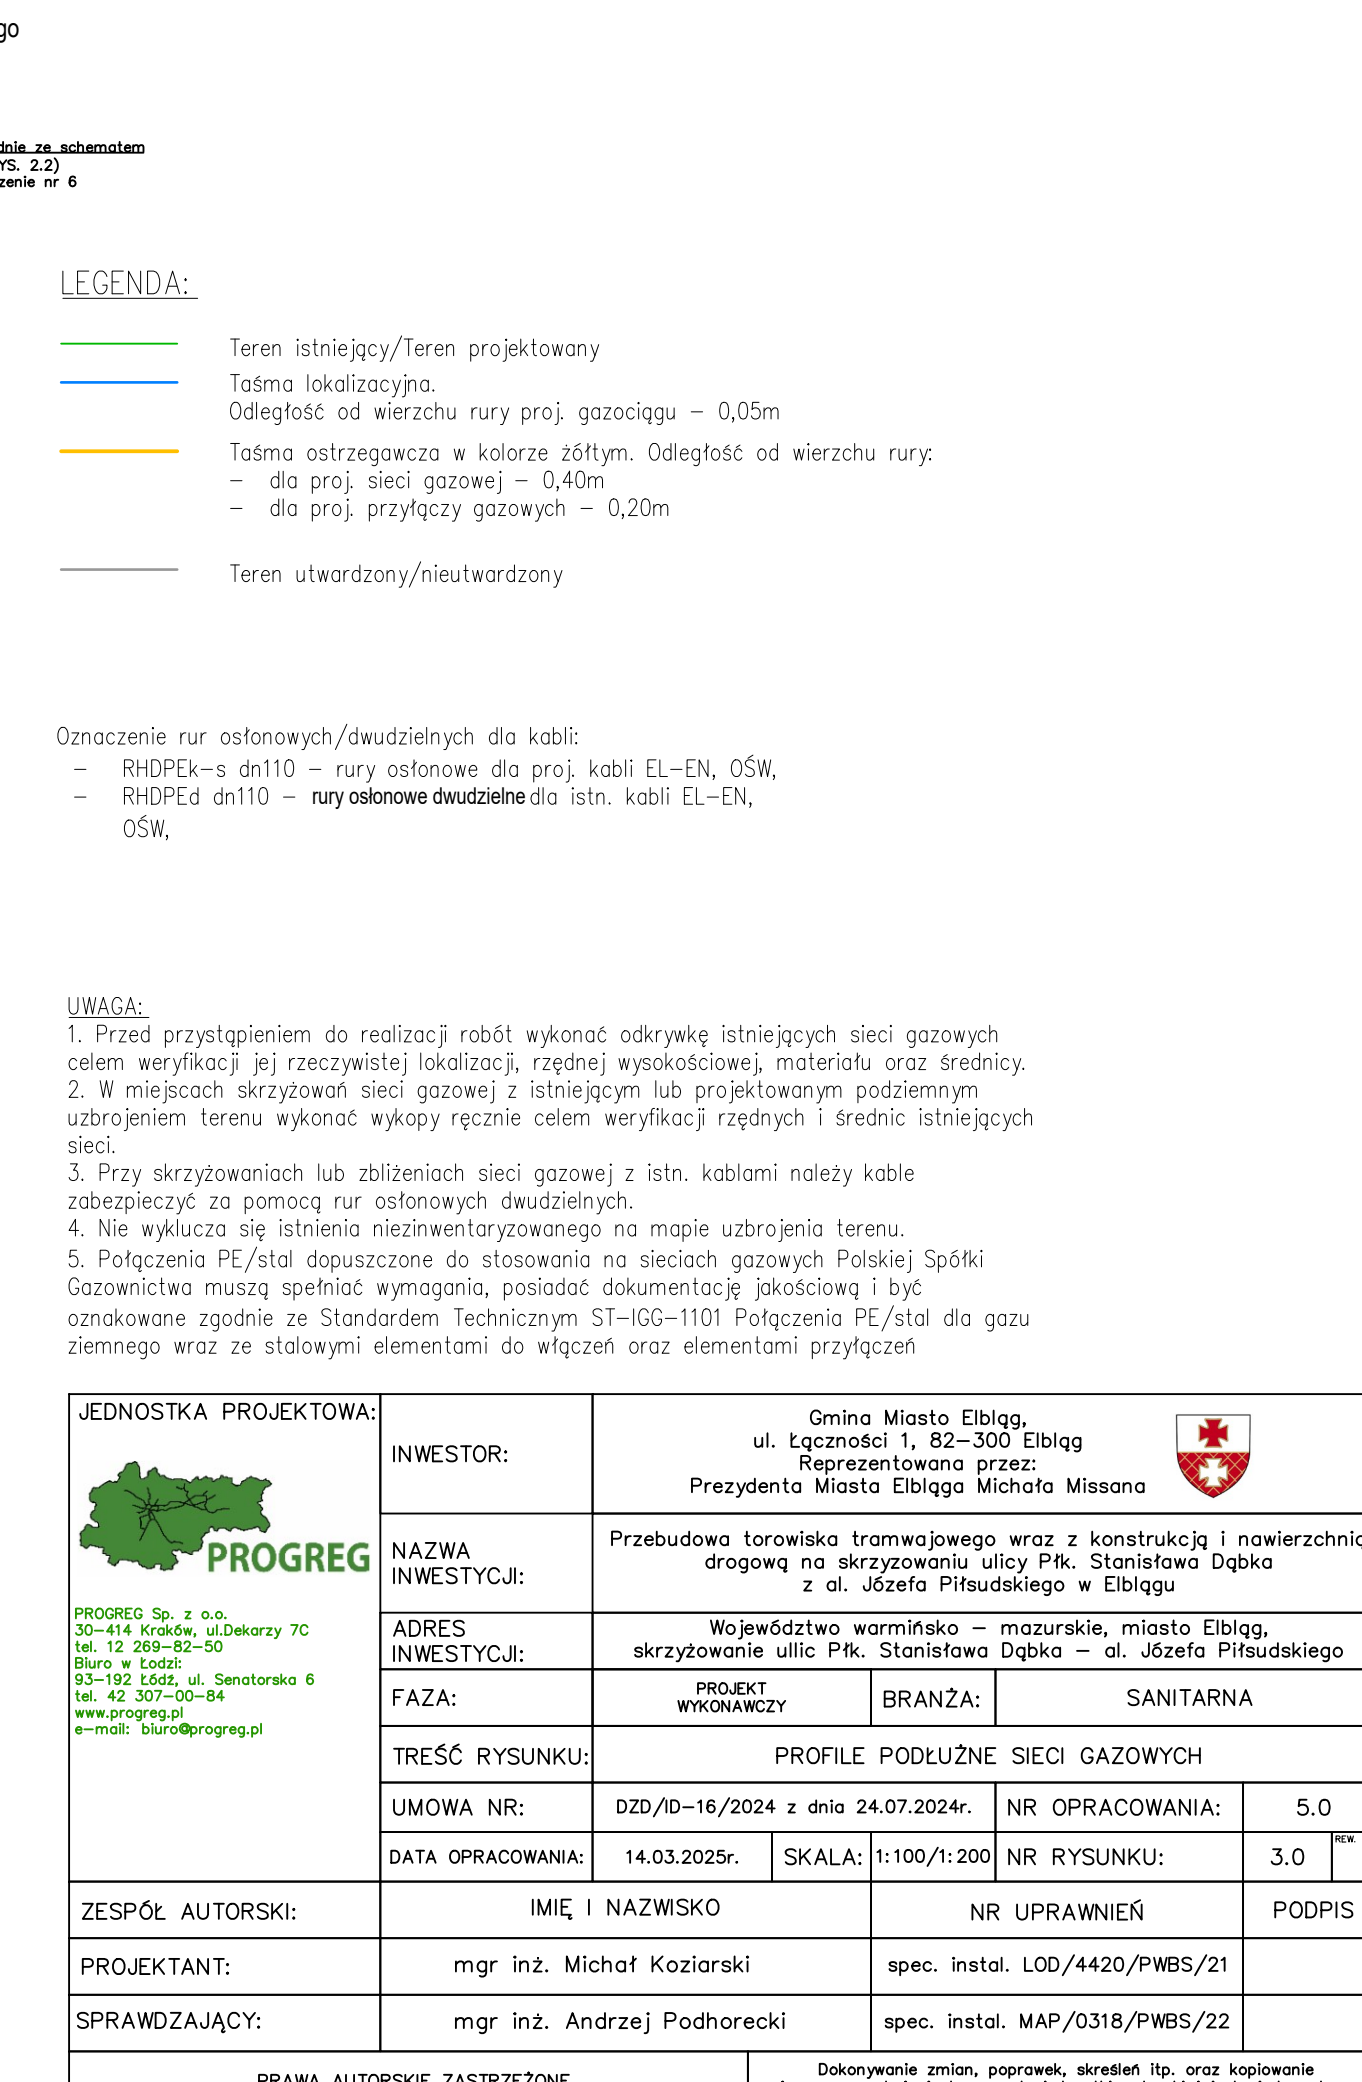 go
dnie ze schematem
YS. 2.2)
zenie nr 6
LEGENDA:
Teren istniejący/Teren projektowany
Taśma lokalizacyjna.
Odległość od wierzchu rury proj. gazociągu – 0,05m
Taśma ostrzegawcza w kolorze żółtym. Odległość od wierzchu rury:
– dla proj. sieci gazowej – 0,40m
– dla proj. przyłączy gazowych – 0,20m
Teren utwardzony/nieutwardzony
Oznaczenie rur osłonowych/dwudzielnych dla kabli:
– RHDPEk–s dn110 – rury osłonowe dla proj. kabli EL–EN, OŚW,
– RHDPEd dn110 – rury osłonowe dwudzielne dla istn. kabli EL–EN,
OŚW,
UWAGA:
1. Przed przystąpieniem do realizacji robót wykonać odkrywkę istniejących sieci gazowych
celem weryfikacji jej rzeczywistej lokalizacji, rzędnej wysokościowej, materiału oraz średnicy.
2. W miejscach skrzyżowań sieci gazowej z istniejącym lub projektowanym podziemnym
uzbrojeniem terenu wykonać wykopy ręcznie celem weryfikacji rzędnych i średnic istniejących
sieci.
3. Przy skrzyżowaniach lub zbliżeniach sieci gazowej z istn. kablami należy kable
zabezpieczyć za pomocą rur osłonowych dwudzielnych.
4. Nie wyklucza się istnienia niezinwentaryzowanego na mapie uzbrojenia terenu.
5. Połączenia PE/stal dopuszczone do stosowania na sieciach gazowych Polskiej Spółki
Gazownictwa muszą spełniać wymagania, posiadać dokumentację jakościową i być
oznakowane zgodnie ze Standardem Technicznym ST–IGG–1101 Połączenia PE/stal dla gazu
ziemnego wraz ze stalowymi elementami do włączeń oraz elementami przyłączeń
JEDNOSTKA PROJEKTOWA:
PROGREG
PROGREG Sp. z o.o.
30–414 Kraków, ul.Dekarzy 7C
tel. 12 269–82–50
Biuro w Łodzi:
93–192 Łódź, ul. Senatorska 6
tel. 42 307–00–84
www.progreg.pl
e–mail: biuro@progreg.pl
INWESTOR:
Gmina Miasto Elbląg,
ul. Łączności 1, 82–300 Elbląg
Reprezentowana przez:
Prezydenta Miasta Elbląga Michała Missana
NAZWA
INWESTYCJI:
Przebudowa torowiska tramwajowego wraz z konstrukcją i nawierzchnią
drogową na skrzyzowaniu ulicy Płk. Stanisława Dąbka
z al. Józefa Piłsudskiego w Elblągu
ADRES
INWESTYCJI:
Województwo warmińsko – mazurskie, miasto Elbląg,
skrzyżowanie ullic Płk. Stanisława Dąbka – al. Józefa Piłsudskiego
FAZA:
PROJEKT
WYKONAWCZY
BRANŻA:
SANITARNA
TREŚĆ RYSUNKU:
PROFILE PODŁUŻNE SIECI GAZOWYCH
UMOWA NR:
DZD/ID–16/2024 z dnia 24.07.2024r.
NR OPRACOWANIA:
5.0
DATA OPRACOWANIA:
14.03.2025r.
SKALA:
1:100/1:200
NR RYSUNKU:
3.0
REW.
ZESPÓŁ AUTORSKI:
IMIĘ I NAZWISKO
NR UPRAWNIEŃ
PODPIS
PROJEKTANT:
mgr inż. Michał Koziarski
spec. instal. LOD/4420/PWBS/21
SPRAWDZAJĄCY:
mgr inż. Andrzej Podhorecki
spec. instal. MAP/0318/PWBS/22
PRAWA AUTORSKIE ZASTRZEŻONE
Dokonywanie zmian, poprawek, skreśleń itp. oraz kopiowanie